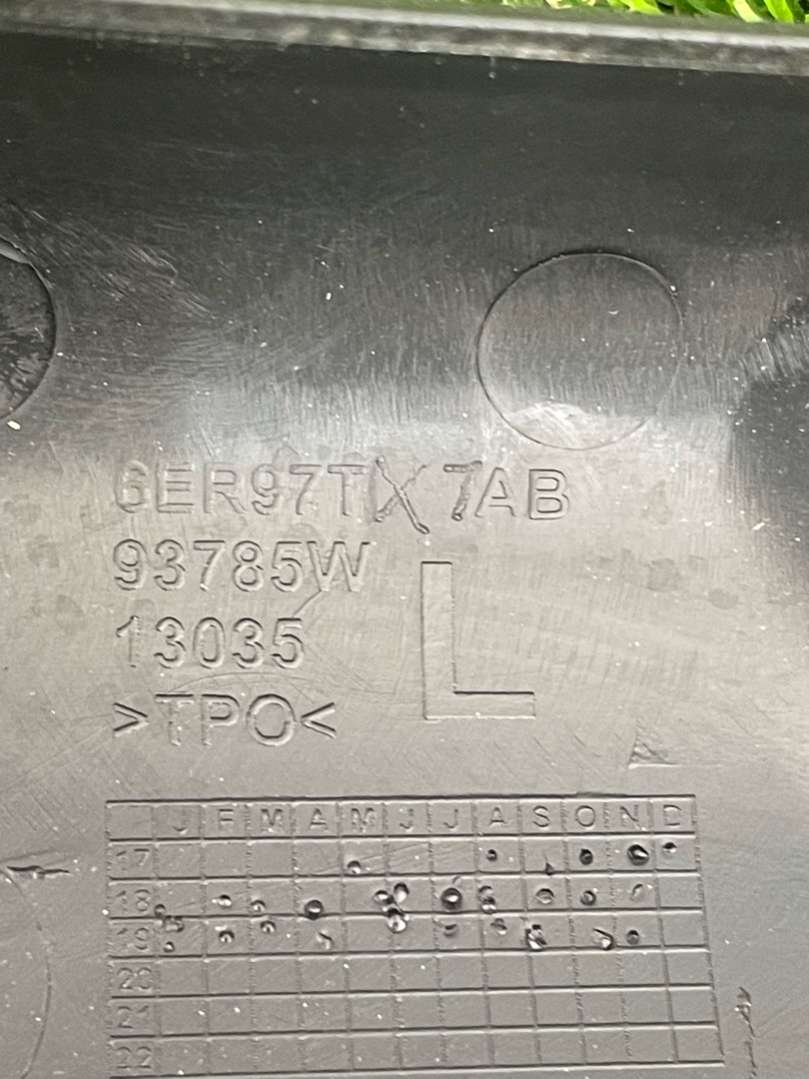 6ER97TX7AB
93785W
13035
>TPO<
L
J F M A M J J A S O N D
17
18
19
20
21
22